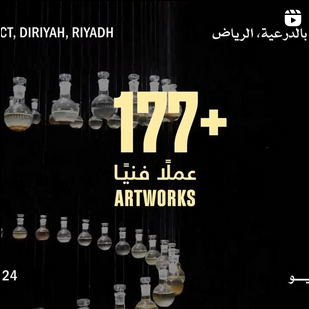 CT, DIRIYAH, RIYADH
بالدرعية، الرياض
177+
عملًا فنيًا
ARTWORKS
24